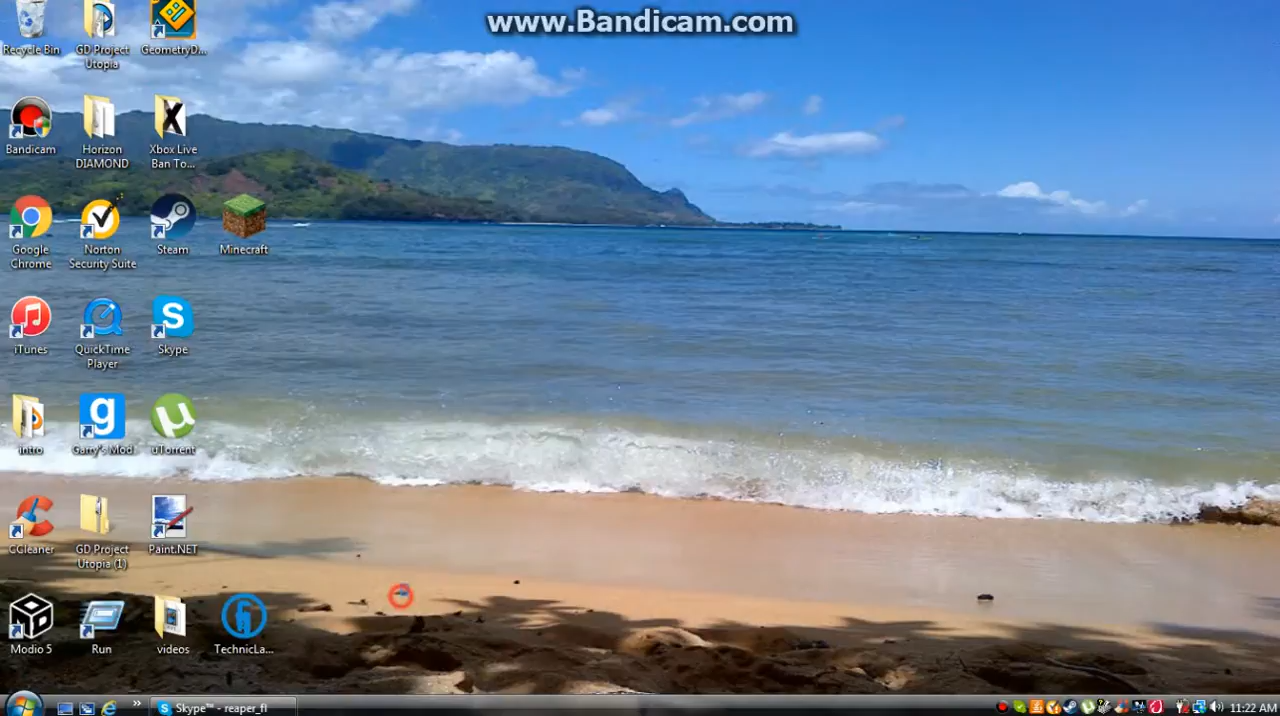 www.Bandicam.com
Recycle Bin
GD Project
Utopia
GeometryD...
Bandicam
Horizon
DIAMOND
Xbox Live
Ban To...
Google
Chrome
Norton
Security Suite
Steam
Minecraft
iTunes
QuickTime
Player
Skype
intro
Garry's Mod
uTorrent
CCleaner
GD Project
Utopia (1)
Paint.NET
Modio 5
Run
videos
TechnicLa...
Skype™ - reaper_fl
11:22 AM